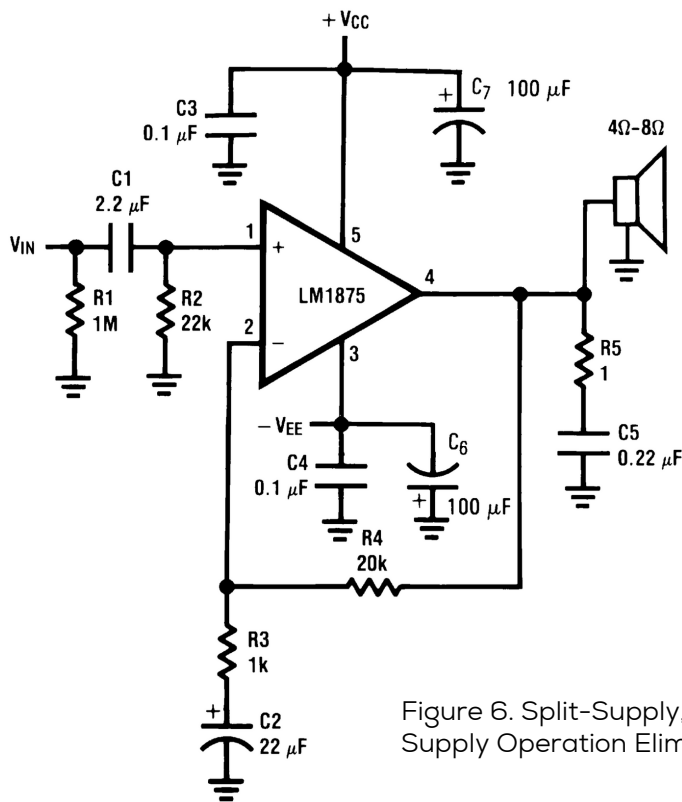 + VCC
C3
0.1 µF
C7 100 µF
4Ω-8Ω
C1
2.2 µF
VIN
R1
1M
R2
22k
1
+
5
LM1875
4
2
−
3
R5
1
− VEE
C4
0.1 µF
C6
+
100 µF
C5
0.22 µF
R4
20k
R3
1k
+
C2
22 µF
+
Figure 6. Split-Supply,
Supply Operation Elim